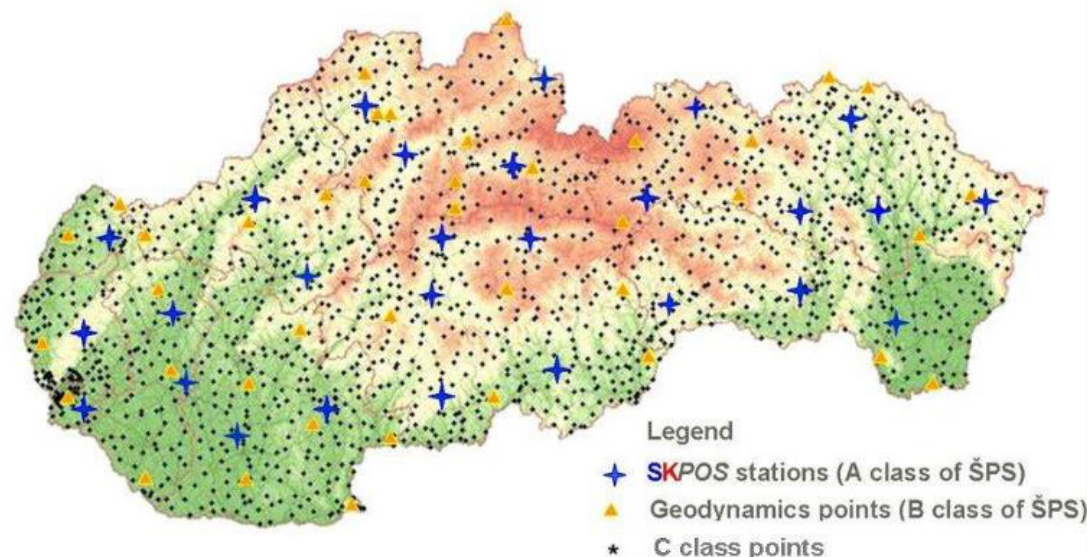 Legend
SKPOS stations (A class of ŠPS)
Geodynamics points (B class of ŠPS)
C class points